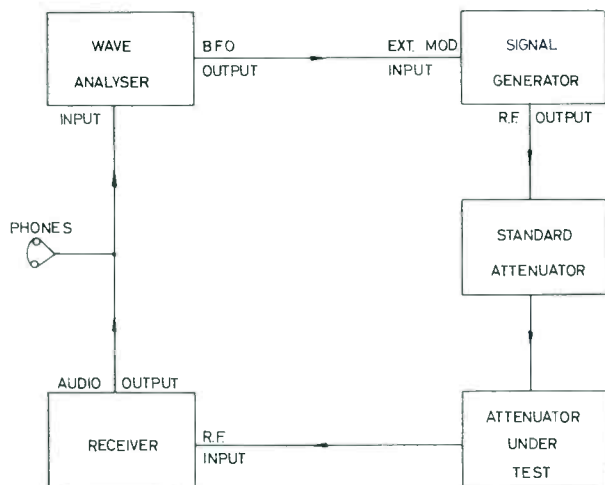 WAVE
ANALYSER
BFO
OUTPUT
EXT. MOD.
INPUT
SIGNAL
GENERATOR
INPUT
R.F. OUTPUT
PHONES
STANDARD
ATTENUATOR
AUDIO OUTPUT
RECEIVER
R.F.
INPUT
ATTENUATOR
UNDER
TEST